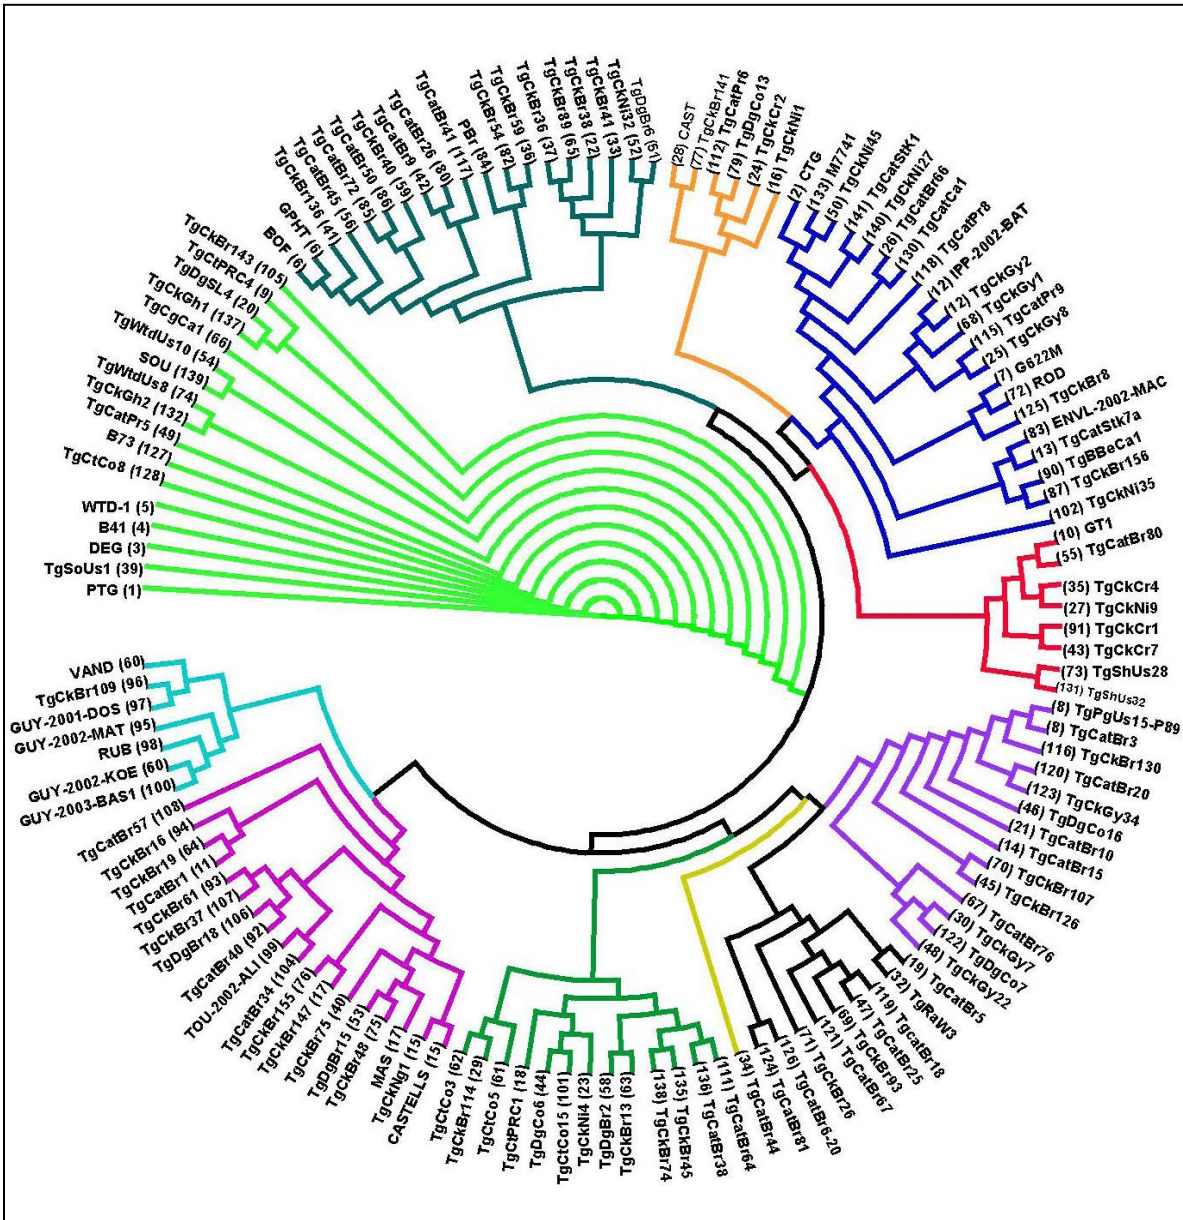 PTG (1)
TgSoUs1 (39)
DEG (3)
B41 (4)
WTD-1 (5)
TgCtCo8 (128)
B73 (127)
TgCatPr5 (49)
TgCkGh2 (132)
TgWtdUs8 (74)
SOU (139)
TgWtdUs10 (54)
TgCgCa1 (66)
TgCkGh1 (137)
TgDgSL4 (20)
TgCtPRC4 (9)
TgCkBr143 (105)
BOF (6)
GPHT (6)
TgCkBr136 (41)
TgCatBr45 (56)
TgCatBr72 (85)
TgCatBr50 (86)
TgCkBr40 (59)
TgCatBr9 (42)
TgCatBr26 (80)
TgCatBr41 (117)
PBr (84)
TgCkBr54 (82)
TgCkBr59 (36)
TgCkBr36 (37)
TgCkBr89 (65)
TgCkBr38 (22)
TgCkBr41 (33)
TgCkNi32 (52)
TgDgBr6 (51)
(28) CAST
(77) TgCkBr141
(112) TgCatPr6
(79) TgDgCo13
(24) TgCkCr2
(16) TgCkNi1
(2) CTG
(133) M7741
(50) TgCkNi45
(141) TgCatStk1
(140) TgCkNi27
(26) TgCatBr66
(130) TgCatCa1
(118) TgCatPr8
(12) IPP-2002-BAT
(12) TgCkGy2
(68) TgCkGy1
(115) TgCatPr9
(25) TgCkGy8
(7) G622M
(72) ROD
(125) TgCkBr8
(83) ENVL-2002-MAC
(13) TgCatStk7a
(90) TgBBeCa1
(87) TgCkBr156
(102) TgCkNi35
(10) GT1
(55) TgCatBr80
(35) TgCkCr4
(27) TgCkNi9
(91) TgCkCr1
(43) TgCkCr7
(73) TgShUs28
(131) TgShUs32
(8) TgPgUs15-P89
(8) TgCatBr3
(116) TgCkBr130
(120) TgCatBr20
(123) TgCkGy34
(46) TgDgCo16
(21) TgCatBr10
(14) TgCatBr15
(70) TgCkBr107
(45) TgCkBr126
(67) TgCatBr76
(30) TgCkGy7
(122) TgDgCo7
(48) TgCkGy22
(19) TgCatBr5
(32) TgRaW3
(119) TgCatBr18
(47) TgCatBr25
(69) TgCkBr93
(121) TgCatBr67
(71) TgCkBr26
(126) TgCatBr6-20
(124) TgCatBr81
(34) TgCatBr44
(111) TgCatBr64
(136) TgCatBr38
(135) TgCkBr45
(138) TgCkBr74
TgCkBr13 (63)
TgDgBr2 (58)
TgCkNi4 (23)
TgCtCo15 (101)
TgDgCo6 (44)
TgCtPRC1 (18)
TgCtCo5 (61)
TgCkBr114 (29)
TgCtCo3 (62)
CASTELLS (15)
TgCkNg1 (15)
MAS (17)
TgCkBr48 (75)
TgDgBr15 (53)
TgCkBr75 (40)
TgCkBr147 (17)
TgCkBr155 (76)
TgCatBr34 (104)
TOU-2002-ALI (99)
TgCatBr40 (92)
TgDgBr18 (106)
TgCkBr37 (107)
TgCkBr61 (93)
TgCatBr1 (11)
TgCkBr19 (64)
TgCkBr16 (94)
TgCatBr57 (108)
GUY-2003-BAS1 (100)
GUY-2002-KOE (60)
RUB (98)
GUY-2002-MAT (95)
GUY-2001-DOS (97)
TgCkBr109 (96)
VAND (60)